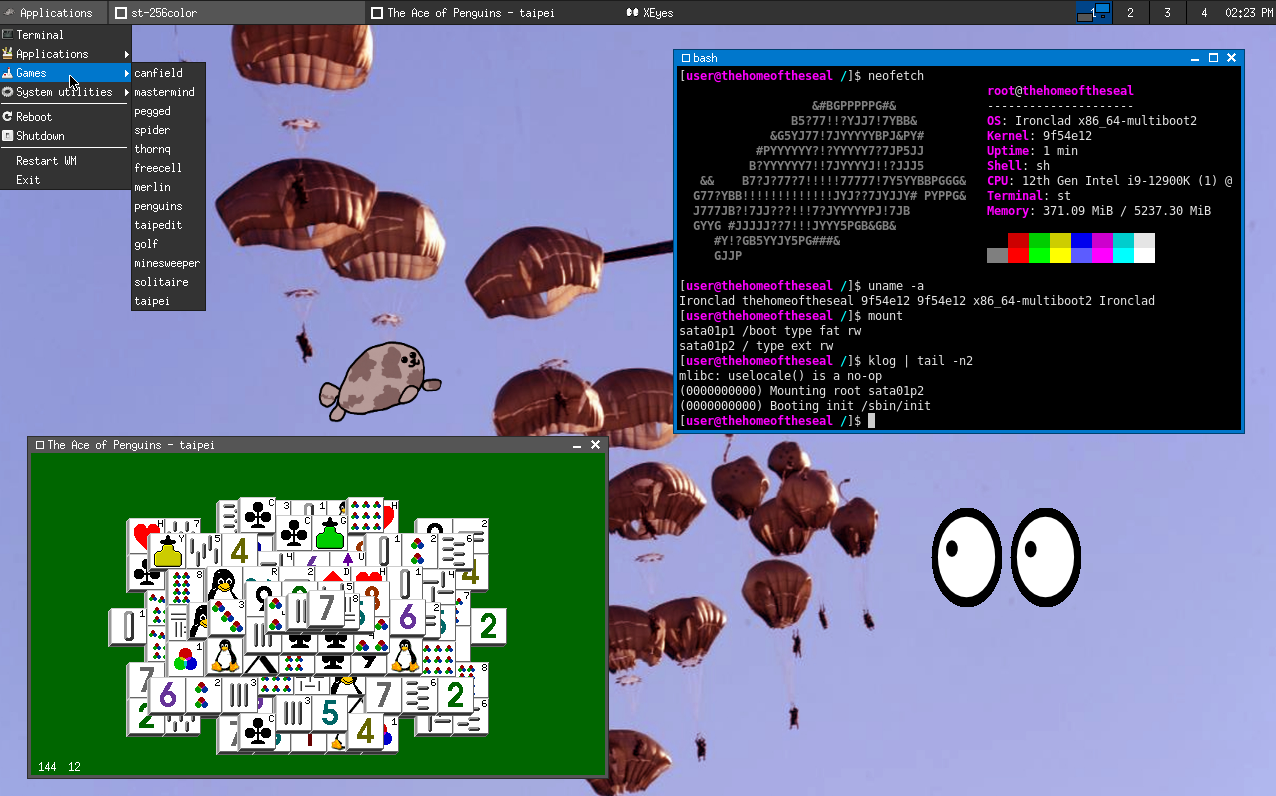 Applications
st-256color
The Ace of Penguins - taipei
XEyes
1 2 3 4 02:23 PM
Terminal
Applications
Games
System utilities
Reboot
Shutdown
Restart WM
Exit
canfield
mastermind
pegged
spider
thornq
freecell
merlin
penguins
taipedit
golf
minesweeper
solitaire
taipei
bash
[user@thehomeoftheseal /]$ neofetch
root@thehomeoftheseal
---------------------
&#BGPPPPPG#& OS: Ironclad x86_64-multiboot2
B5?77!!?YJJ7!7YBB& Kernel: 9f54e12
&G5YJ77!7JYYYYYBPJ&PY# Uptime: 1 min
#PYYYYYY?!?YYYYY7?7JP5JJ Shell: sh
B?YYYYYY7!!7JYYYYJ!!?JJJ5 CPU: 12th Gen Intel i9-12900K (1) @
&& B7?J?77?7!!!!!77777!7Y5YYBBPGGG& Terminal: st
G77?YBB!!!!!!!!!!!!!JYJ??7JYJJY# PYPPG& Memory: 371.09 MiB / 5237.30 MiB
J777JB?!7JJ???!!!7?JYYYYYPJ!7JB
GYYG #JJJJJ??7!!!JYYY5PGB&GB&
#Y!?GB5YYJY5PG###&
GJJP
[user@thehomeoftheseal /]$ uname -a
Ironclad thehomeoftheseal 9f54e12 9f54e12 x86_64-multiboot2 Ironclad
[user@thehomeoftheseal /]$ mount
sata01p1 /boot type fat rw
sata01p2 / type ext rw
[user@thehomeoftheseal /]$ klog | tail -n2
mlibc: uselocale() is a no-op
(0000000000) Mounting root sata01p2
(0000000000) Booting init /sbin/init
[user@thehomeoftheseal /]$
The Ace of Penguins - taipei
144 12